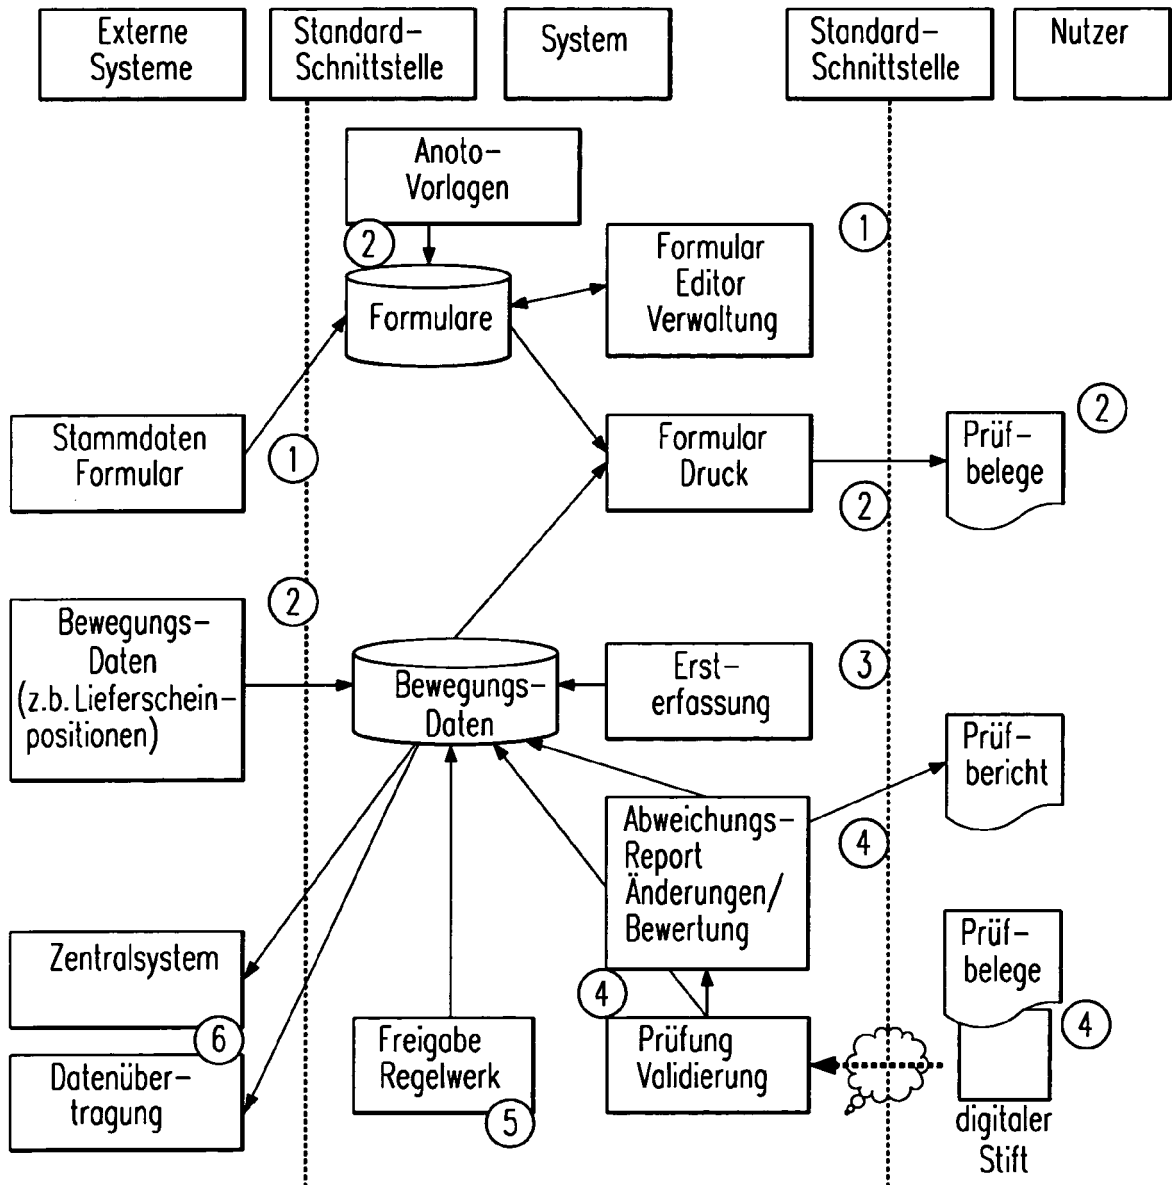 Externe
Systeme
Standard-
Schnittstelle
System
Standard-
Schnittstelle
Nutzer
Anoto-
Vorlagen
2
1
Formular
Editor
Verwaltung
Formulare
Stammdaten
Formular
1
Formular
Druck
2
Prüf-
belege
2
2
Bewegungs-
Daten
(z.b. Lieferschein-
positionen)
Bewegungs-
Daten
Erst-
erfassung
3
Prüf-
bericht
Abweichungs-
Report
Änderungen/
Bewertung
4
Zentralsystem
6
Datenüber-
tragung
Freigabe
Regelwerk
5
4
Prüfung
Validierung
Prüf-
belege
4
digitaler
Stift